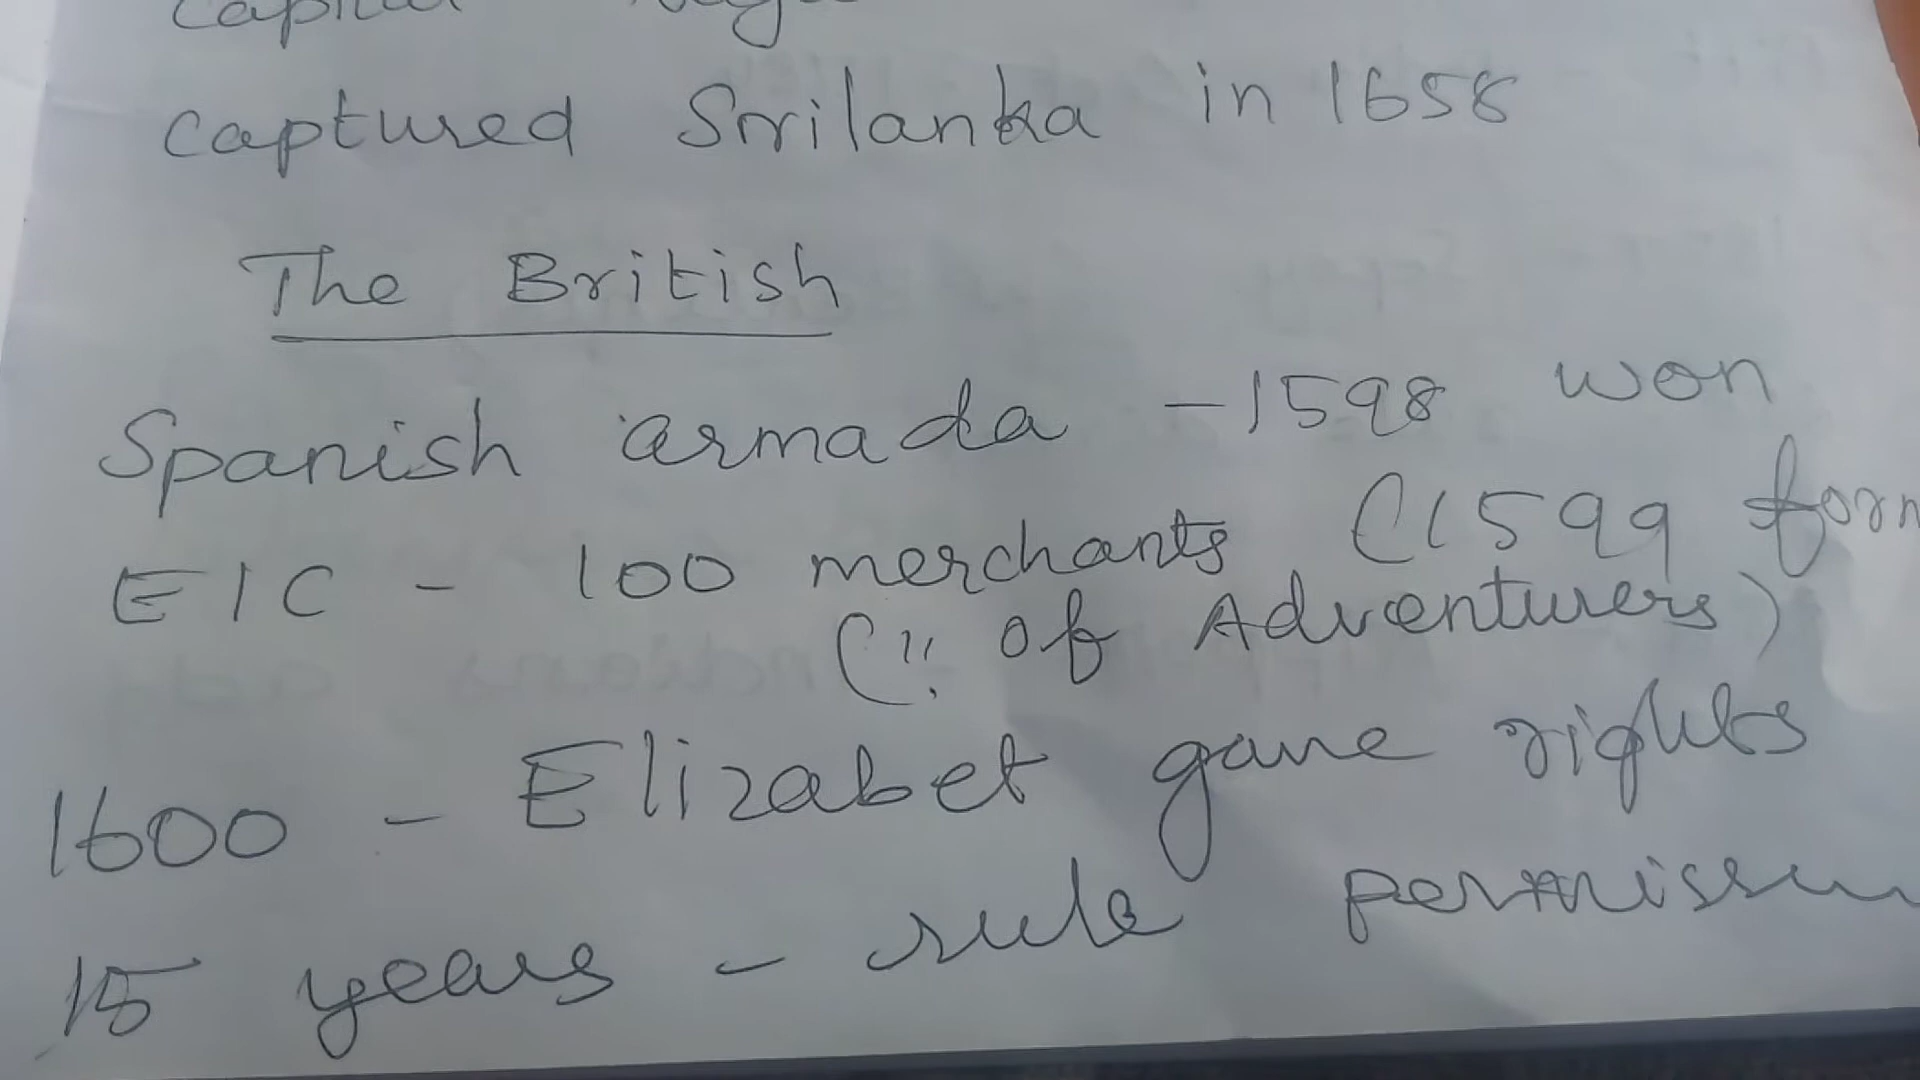 captured Srilanka in 1658
The British
Spanish armada - 1598 won
EIC - 100 merchants (1599 form
(" of Adventurers)
1600 - Elizabet gave rights
15 years - rule